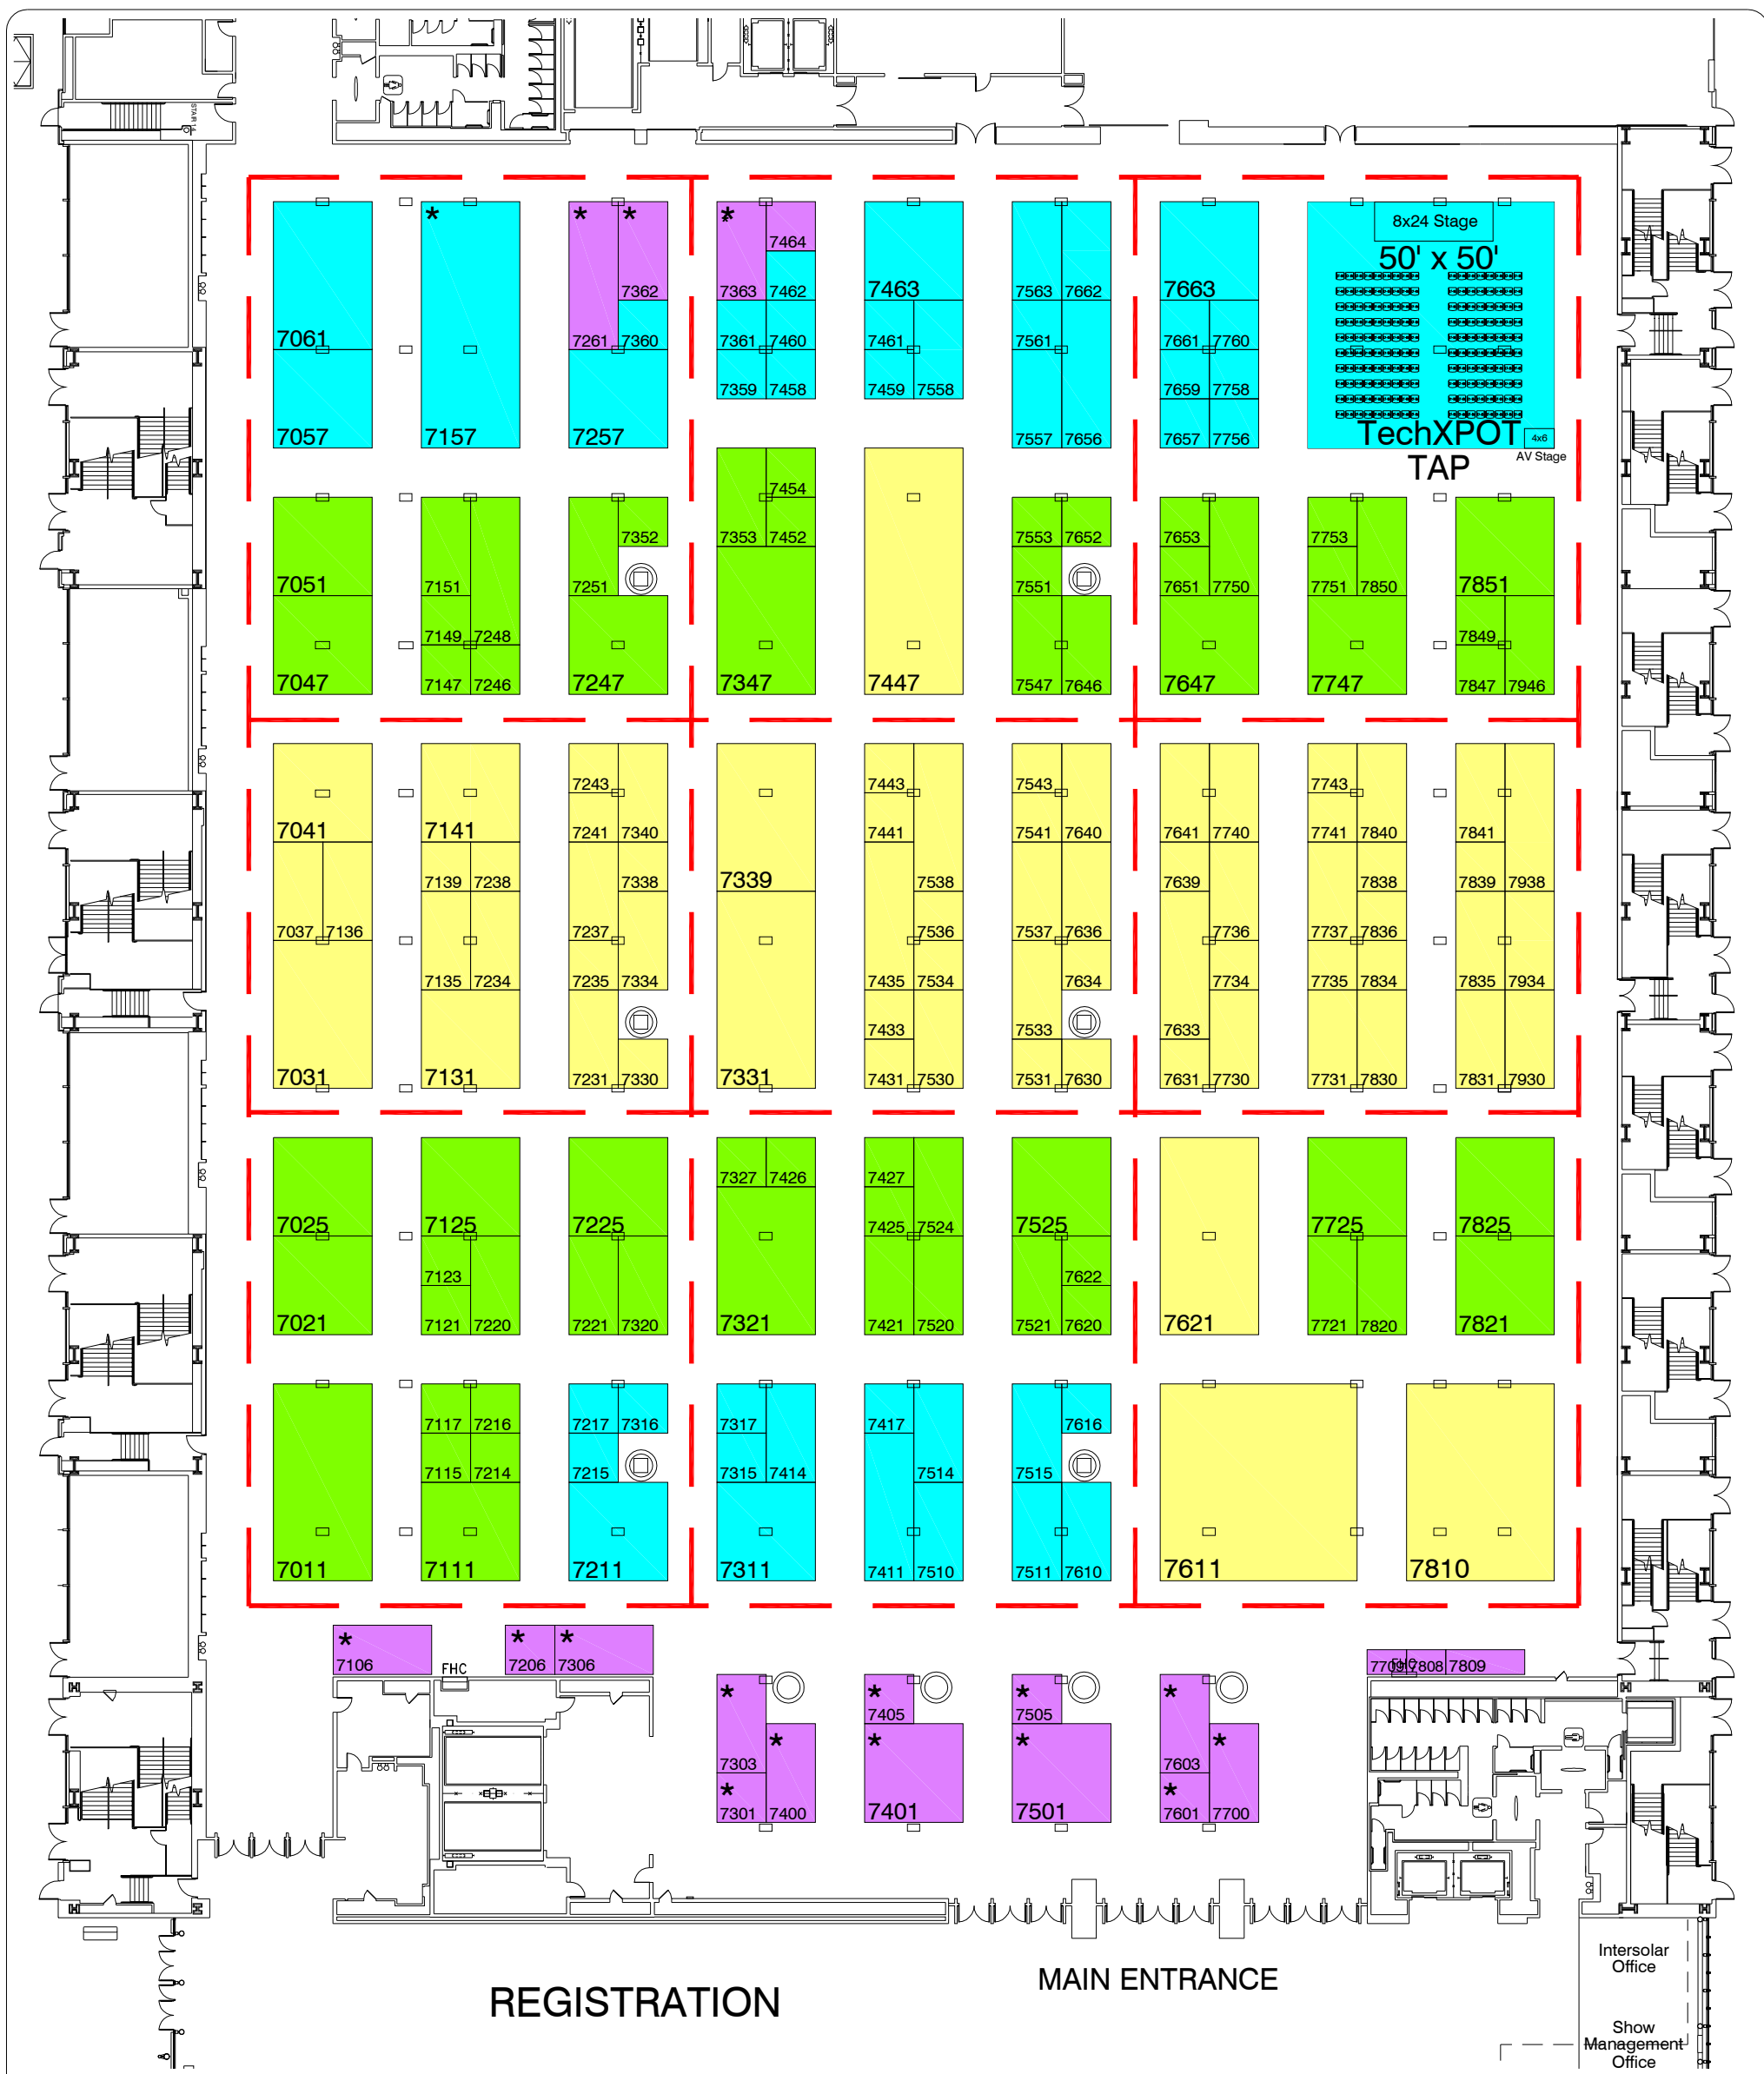 STAIR 14
* * * *
8x24 Stage
50' x 50'
7464
7362 7363 7462 7463 7563 7662 7663
7061 7261 7360 7361 7460 7461 7561 7661 7760
7359 7458 7459 7558 7659 7758
7057 7157 7257 7557 7656 7657 7756
TechXPOT 4x6
AV Stage
TAP
7454
7352 7353 7452 7553 7652 7653 7753
7051 7151 7251 7551 7651 7750 7751 7850 7851
7149 7248 7849
7047 7147 7246 7247 7347 7447 7547 7646 7647 7747 7847 7946
7243 7443 7543 7743
7041 7141 7241 7340 7441 7541 7640 7641 7740 7741 7840 7841
7139 7238 7338 7339 7538 7639 7838 7839 7938
7037 7136 7237 7536 7537 7636 7736 7737 7836
7135 7234 7235 7334 7435 7534 7634 7734 7735 7834 7835 7934
7433 7533 7633
7031 7131 7231 7330 7331 7431 7530 7531 7630 7631 7730 7731 7830 7831 7930
7327 7426 7427
7025 7125 7225 7425 7524 7525 7725 7825
7123 7622
7021 7121 7220 7221 7320 7321 7421 7520 7521 7620 7621 7721 7820 7821
7117 7216 7217 7316 7317 7417 7616
7115 7214 7215 7315 7414 7514 7515
7011 7111 7211 7311 7411 7510 7511 7610 7611 7810
* * *
7106 7206 7306 7709 7808 7809
FHC FHC
* * * *
7405 7505
* * * *
7303 7603
* *
7301 7400 7401 7501 7601 7700
Intersolar
Office
MAIN ENTRANCE
REGISTRATION
Show
Management
Office